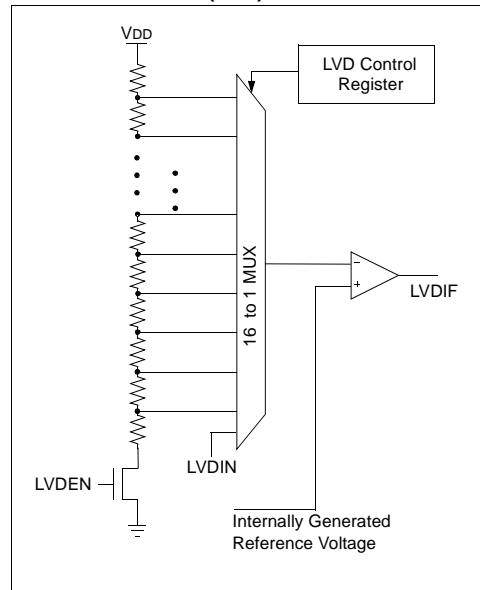 VDD
LVD Control
Register
16 to 1 MUX
−
+
LVDIF
LVDIN
LVDEN
Internally Generated
Reference Voltage